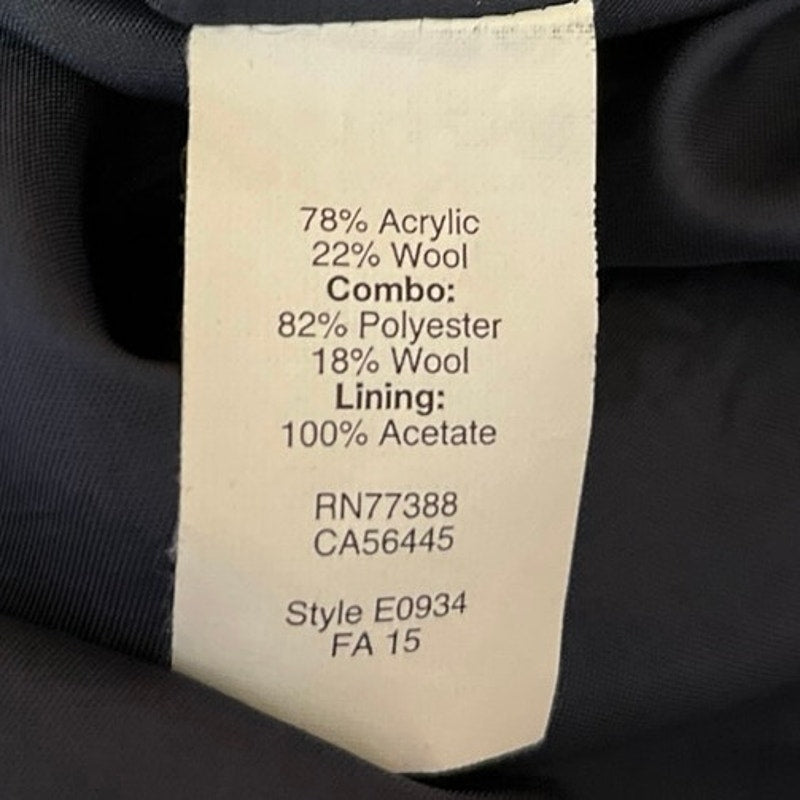 78% Acrylic
22% Wool
Combo:
82% Polyester
18% Wool
Lining:
100% Acetate
RN77388
CA56445
Style E0934
FA 15